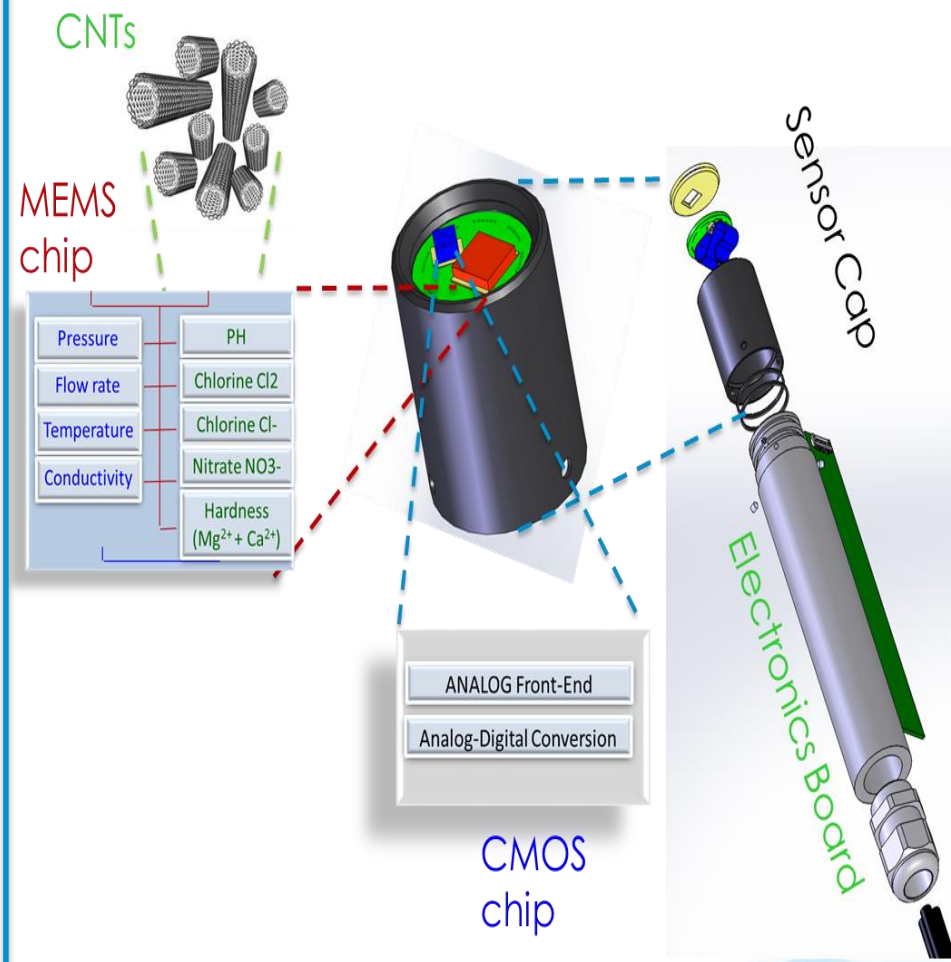 CNTs
MEMS
chip
Pressure
Flow rate
Temperature
Conductivity
PH
Chlorine Cl2
Chlorine Cl-
Nitrate NO3-
Hardness
(Mg²⁺ + Ca²⁺)
Sensor Cap
Electronics Board
ANALOG Front-End
Analog-Digital Conversion
CMOS
chip